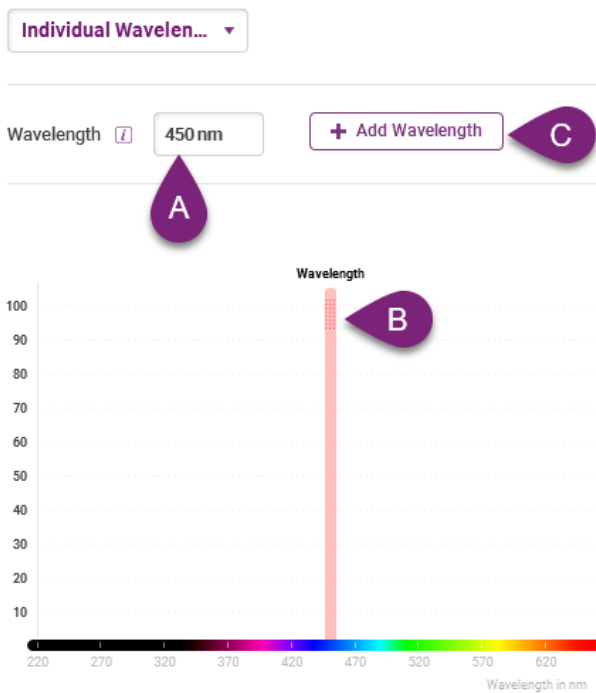 Individual Wavelen...
Wavelength i 450 nm + Add Wavelength C
A
Wavelength
B
100
90
80
70
60
50
40
30
20
10
220 270 320 370 420 470 520 570 620
Wavelength in nm